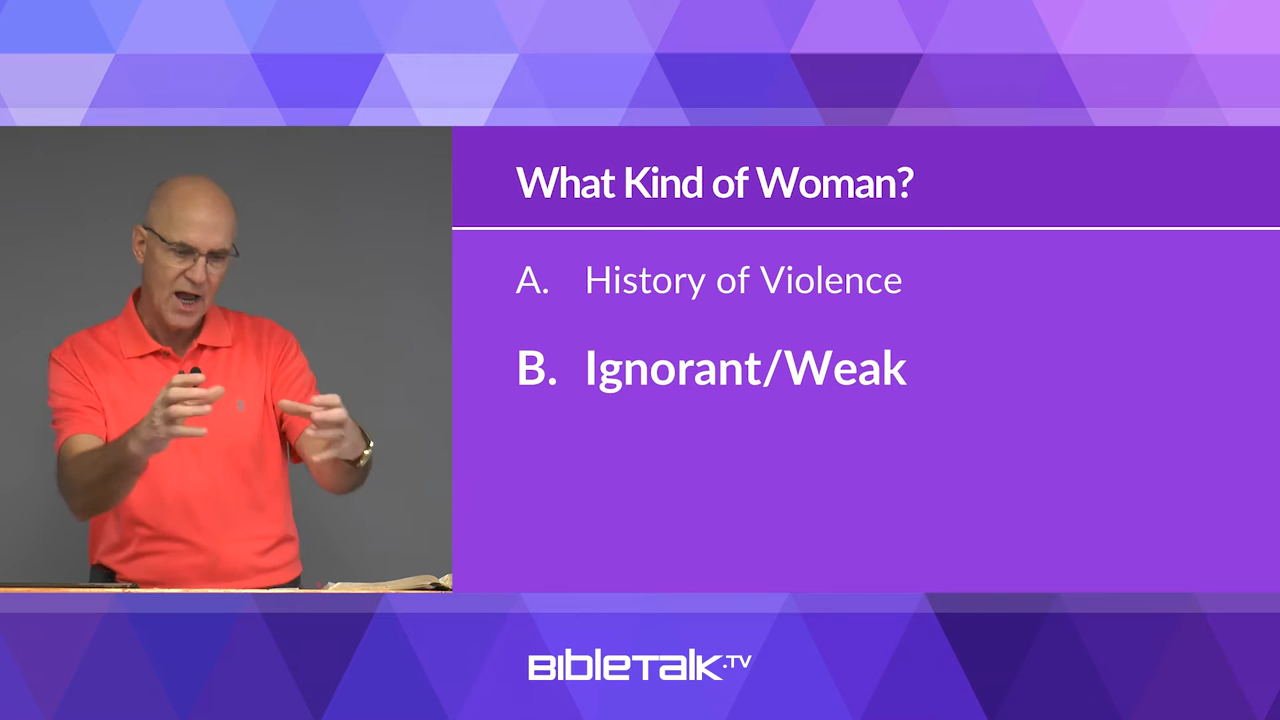 What Kind of Woman?
A. History of Violence
B. Ignorant/Weak
BIBLETALK.TV